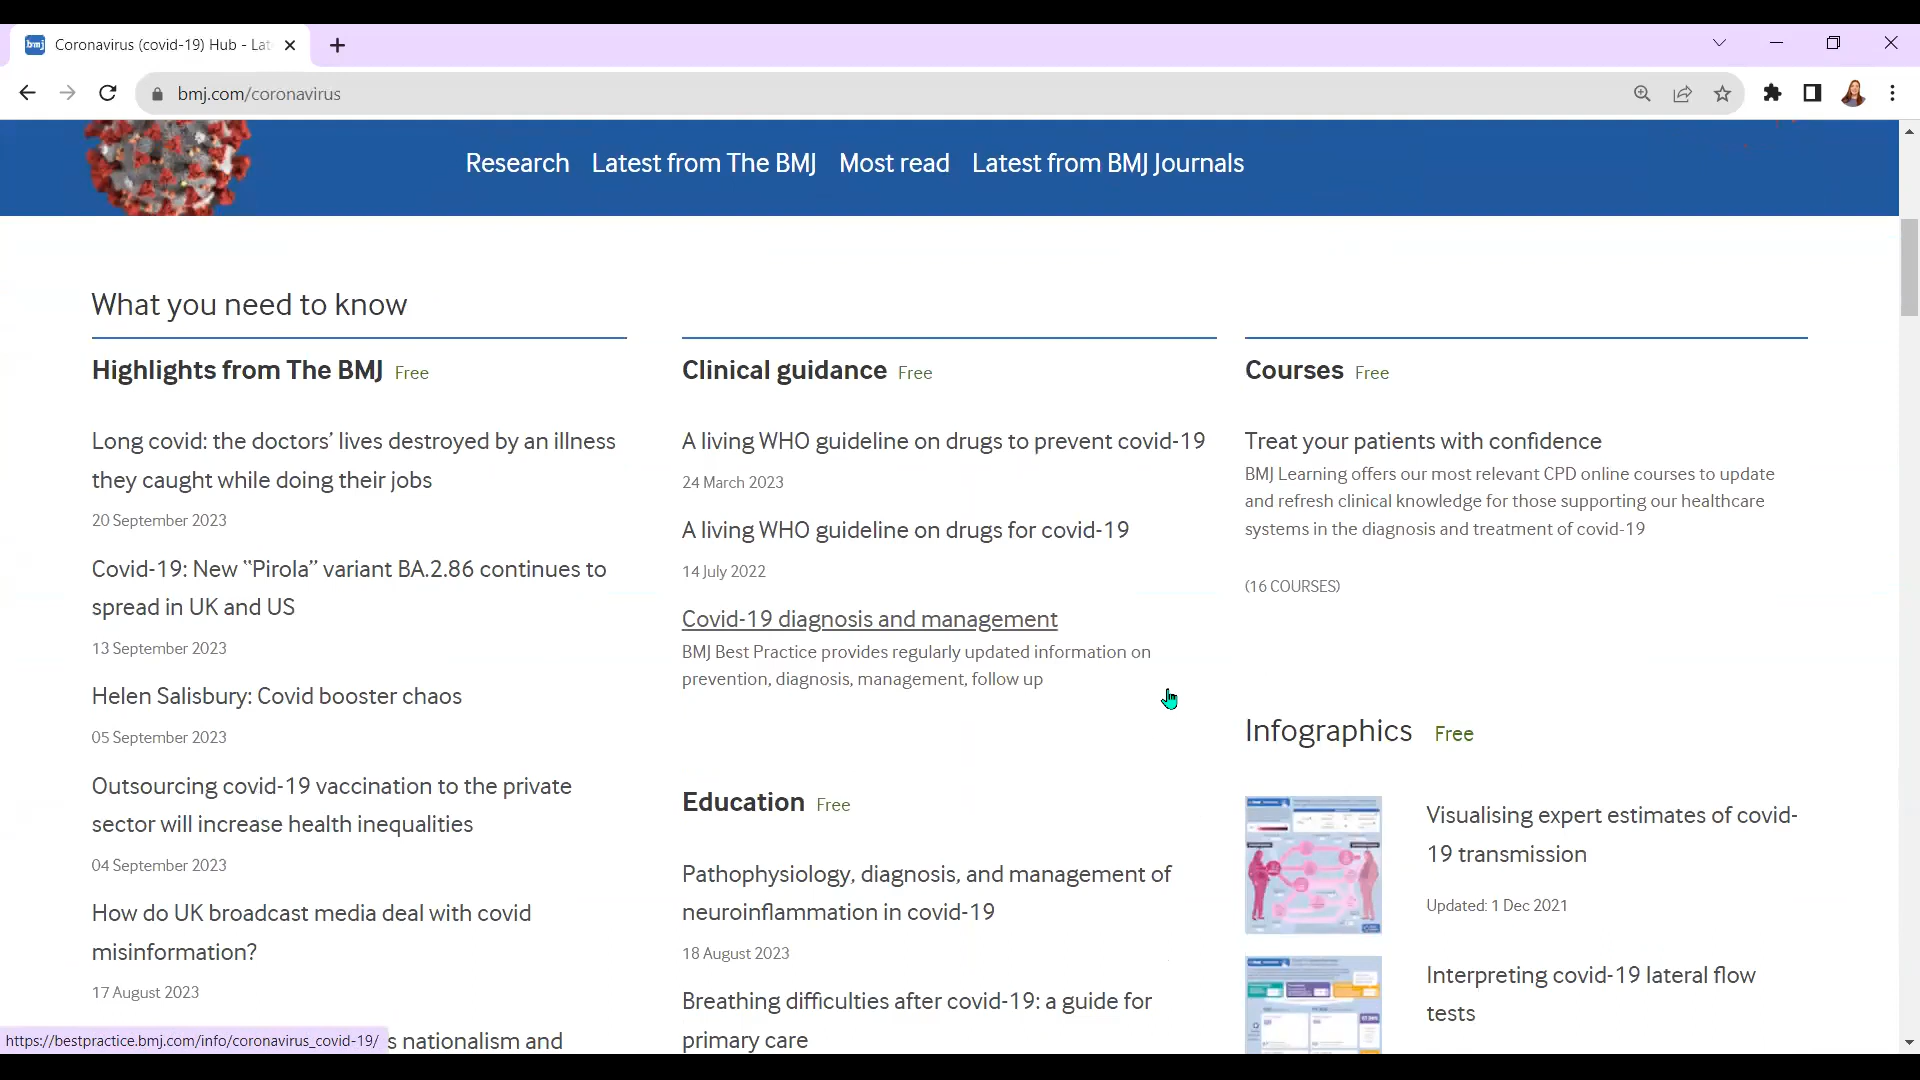 bmj Coronavirus (covid-19) Hub - Lat
bmj.com/coronavirus
Research Latest from The BMJ Most read Latest from BMJ Journals
What you need to know
Highlights from The BMJ Free
Long covid: the doctors’ lives destroyed by an illness
they caught while doing their jobs
20 September 2023
Covid-19: New “Pirola” variant BA.2.86 continues to
spread in UK and US
13 September 2023
Helen Salisbury: Covid booster chaos
05 September 2023
Outsourcing covid-19 vaccination to the private
sector will increase health inequalities
04 September 2023
How do UK broadcast media deal with covid
misinformation?
17 August 2023
s nationalism and
Clinical guidance Free
A living WHO guideline on drugs to prevent covid-19
24 March 2023
A living WHO guideline on drugs for covid-19
14 July 2022
Covid-19 diagnosis and management
BMJ Best Practice provides regularly updated information on
prevention, diagnosis, management, follow up
Education Free
Pathophysiology, diagnosis, and management of
neuroinflammation in covid-19
18 August 2023
Breathing difficulties after covid-19: a guide for
primary care
Courses Free
Treat your patients with confidence
BMJ Learning offers our most relevant CPD online courses to update
and refresh clinical knowledge for those supporting our healthcare
systems in the diagnosis and treatment of covid-19
(16 COURSES)
Infographics Free
Visualising expert estimates of covid-
19 transmission
Updated: 1 Dec 2021
Interpreting covid-19 lateral flow
tests
https://bestpractice.bmj.com/info/coronavirus_covid-19/